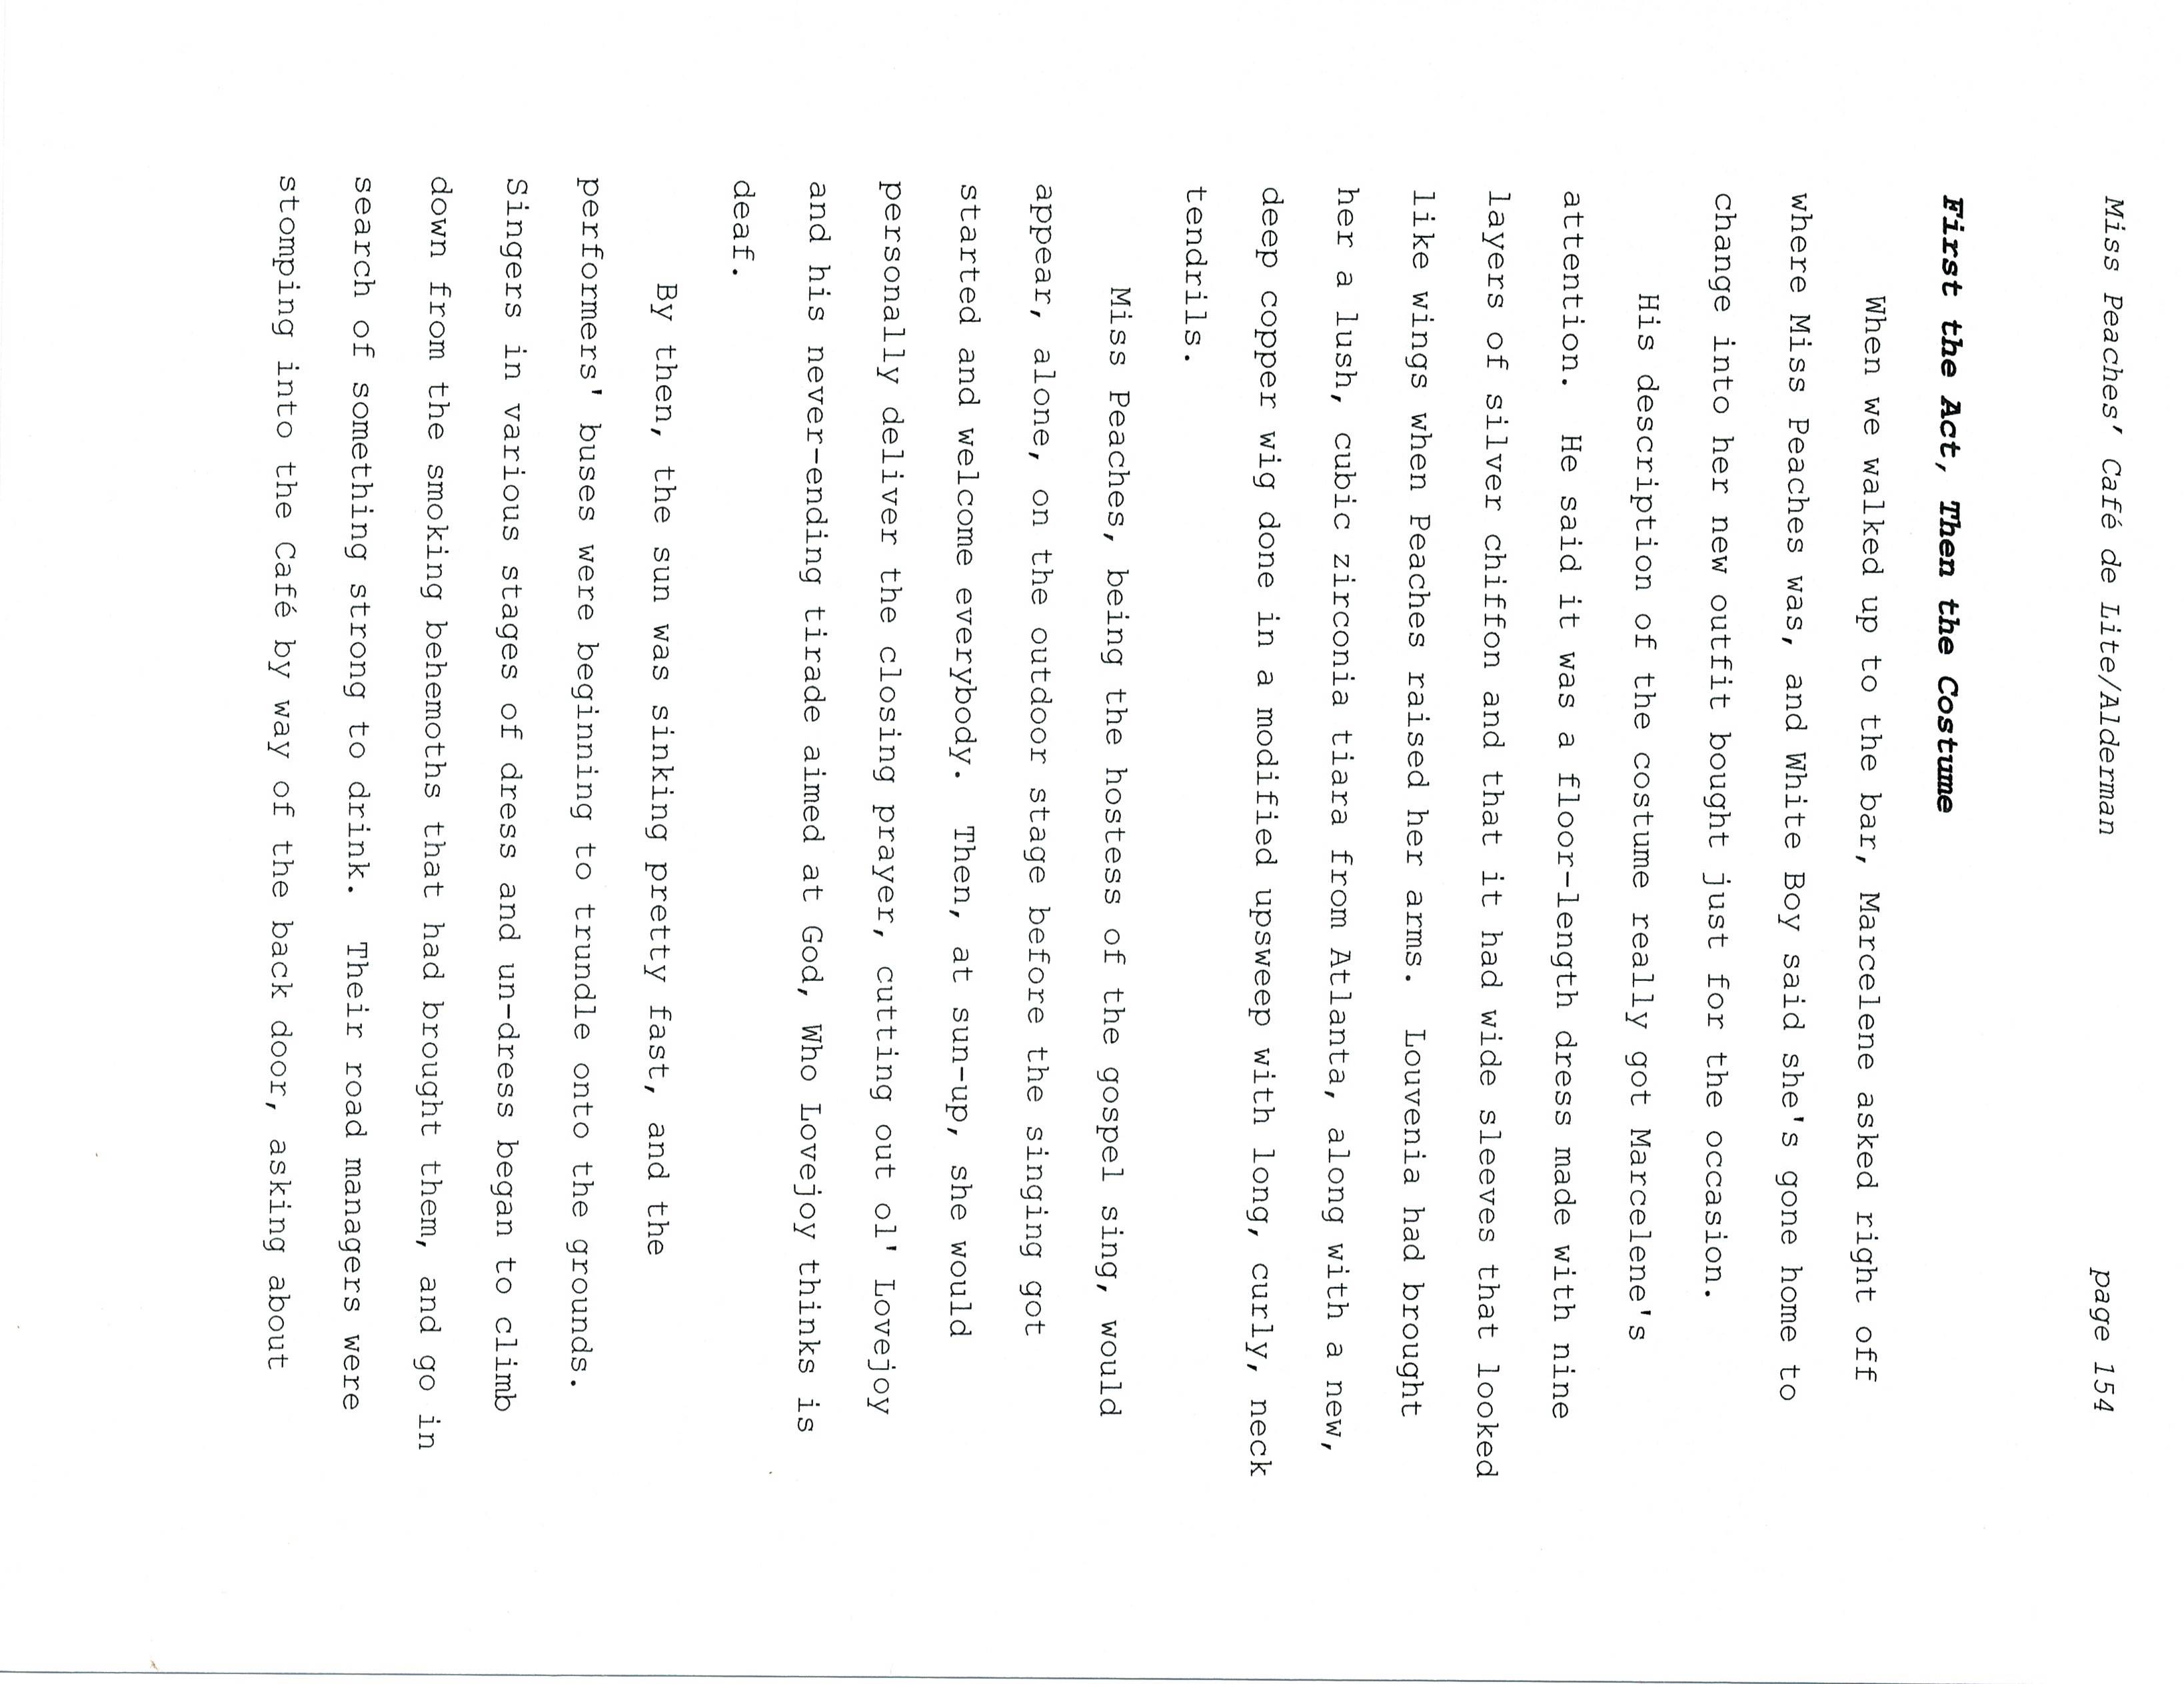 Miss Peaches' Café de Lite/Alderman page 154
First the Act, Then the Costume
When we walked up to the bar, Marcelene asked right off
where Miss Peaches was, and White Boy said she's gone home to
change into her new outfit bought just for the occasion.
His description of the costume really got Marcelene's
attention. He said it was a floor-length dress made with nine
layers of silver chiffon and that it had wide sleeves that looked
like wings when Peaches raised her arms. Louvenia had brought
her a lush, cubic zirconia tiara from Atlanta, along with a new,
deep copper wig done in a modified upsweep with long, curly, neck
tendrils.
Miss Peaches, being the hostess of the gospel sing, would
appear, alone, on the outdoor stage before the singing got
started and welcome everybody. Then, at sun-up, she would
personally deliver the closing prayer, cutting out ol' Lovejoy
and his never-ending tirade aimed at God, Who Lovejoy thinks is
deaf.
By then, the sun was sinking pretty fast, and the
performers' buses were beginning to trundle onto the grounds.
Singers in various stages of dress and un-dress began to climb
down from the smoking behemoths that had brought them, and go in
search of something strong to drink. Their road managers were
stomping into the Café by way of the back door, asking about